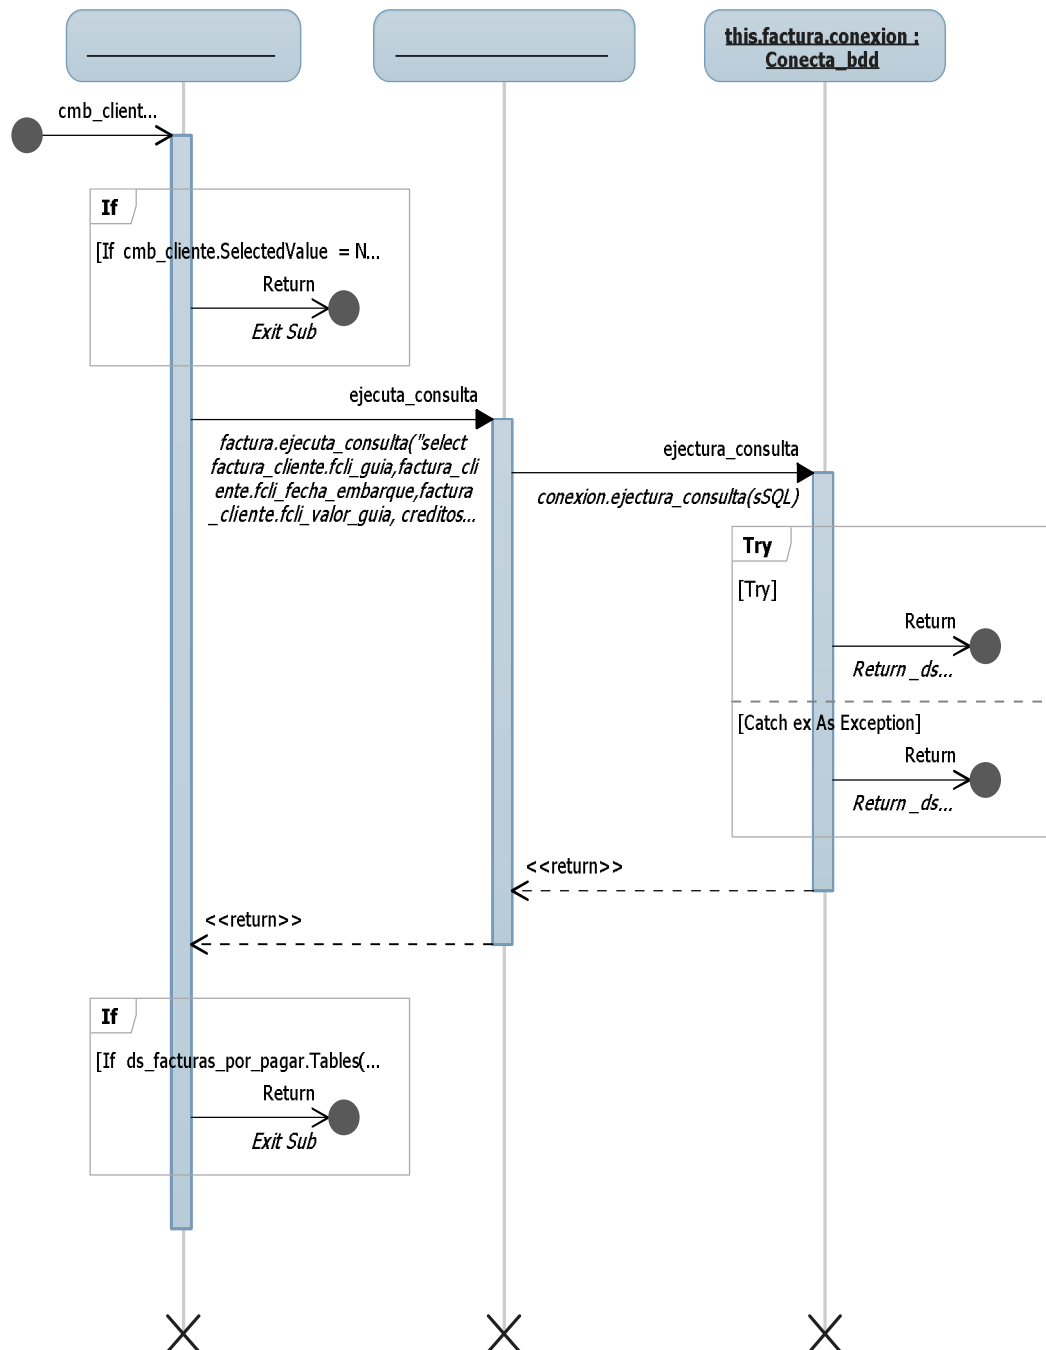 this.factura.conexion :
Conecta_bdd
cmb_client...
If
[If cmb_cliente.SelectedValue = N...
Return
Exit Sub
ejecuta_consulta
factura.ejecuta_consulta("select
factura_cliente.fcli_guia,factura_cli
ente.fcli_fecha_embarque,factura
_cliente.fcli_valor_guia, creditos...
ejectura_consulta
conexion.ejectura_consulta(sSQL)
Try
[Try]
Return
Return _ds...
[Catch ex As Exception]
Return
Return _ds...
<<return>>
<<return>>
If
[If ds_facturas_por_pagar.Tables(...
Return
Exit Sub